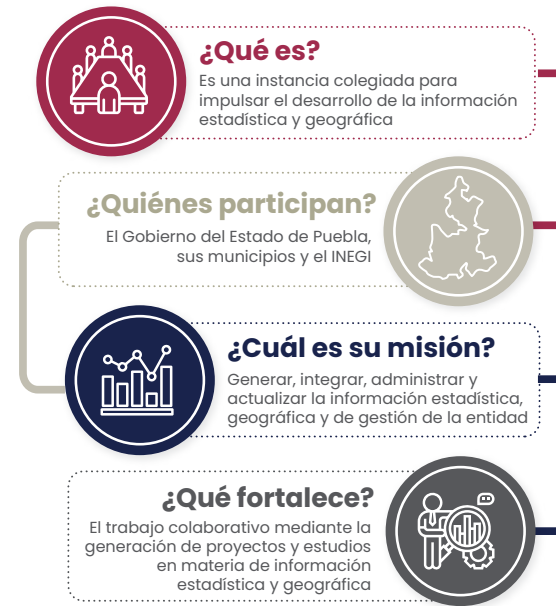 ¿Qué es?
Es una instancia colegiada para
impulsar el desarrollo de la información
estadística y geográfica
¿Quiénes participan?
El Gobierno del Estado de Puebla,
sus municipios y el INEGI
¿Cuál es su misión?
Generar, integrar, administrar y
actualizar la información estadística,
geográfica y de gestión de la entidad
¿Qué fortalece?
El trabajo colaborativo mediante la
generación de proyectos y estudios
en materia de información
estadística y geográfica